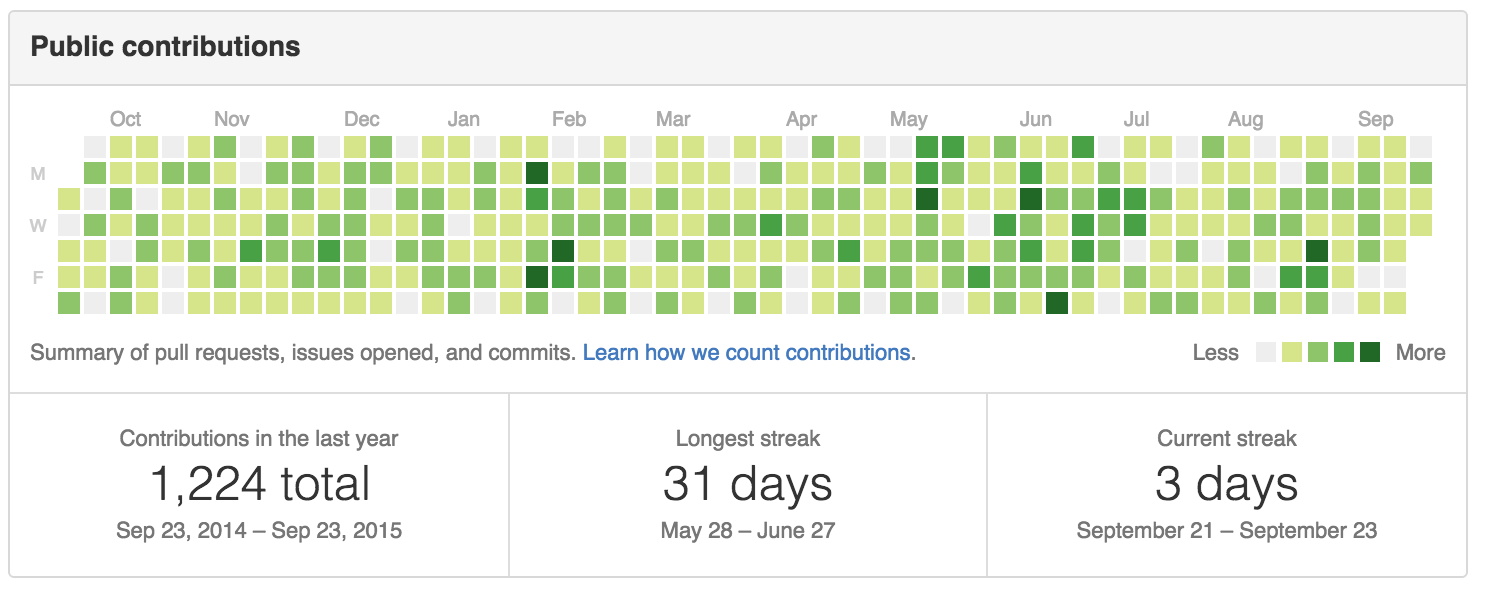 Public contributions
Oct Nov Dec Jan Feb Mar Apr May Jun Jul Aug Sep
M
W
F
Summary of pull requests, issues opened, and commits. Learn how we count contributions.
Less More
Contributions in the last year
1,224 total
Sep 23, 2014 – Sep 23, 2015
Longest streak
31 days
May 28 – June 27
Current streak
3 days
September 21 – September 23